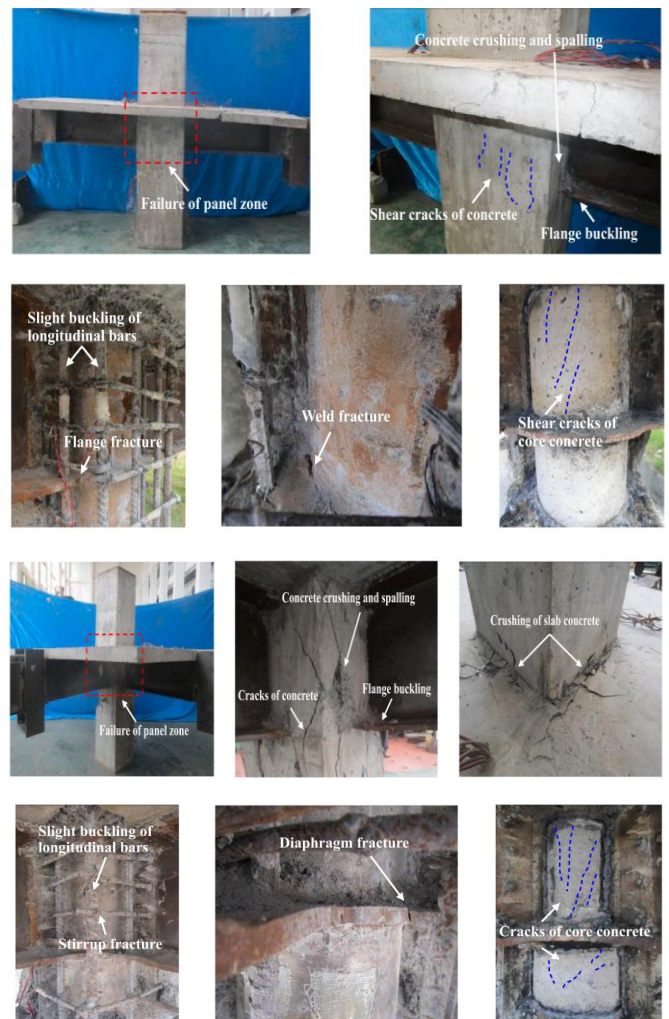 Concrete crushing and spalling
Failure of panel zone
Shear cracks of concrete
Flange buckling
Slight buckling of
longitudinal bars
Flange fracture
Weld fracture
Shear cracks of
core concrete
Concrete crushing and spalling
Crushing of slab concrete
Cracks of concrete
Flange buckling
Failure of panel zone
Slight buckling of
longitudinal bars
Stirrup fracture
Diaphragm fracture
Cracks of core concrete